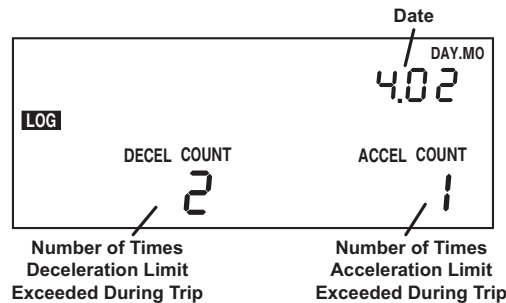 Date
DAY.MO
4.02
LOG
DECEL COUNT ACCEL COUNT
2 1
Number of Times Deceleration Limit Exceeded During Trip
Number of Times Acceleration Limit Exceeded During Trip